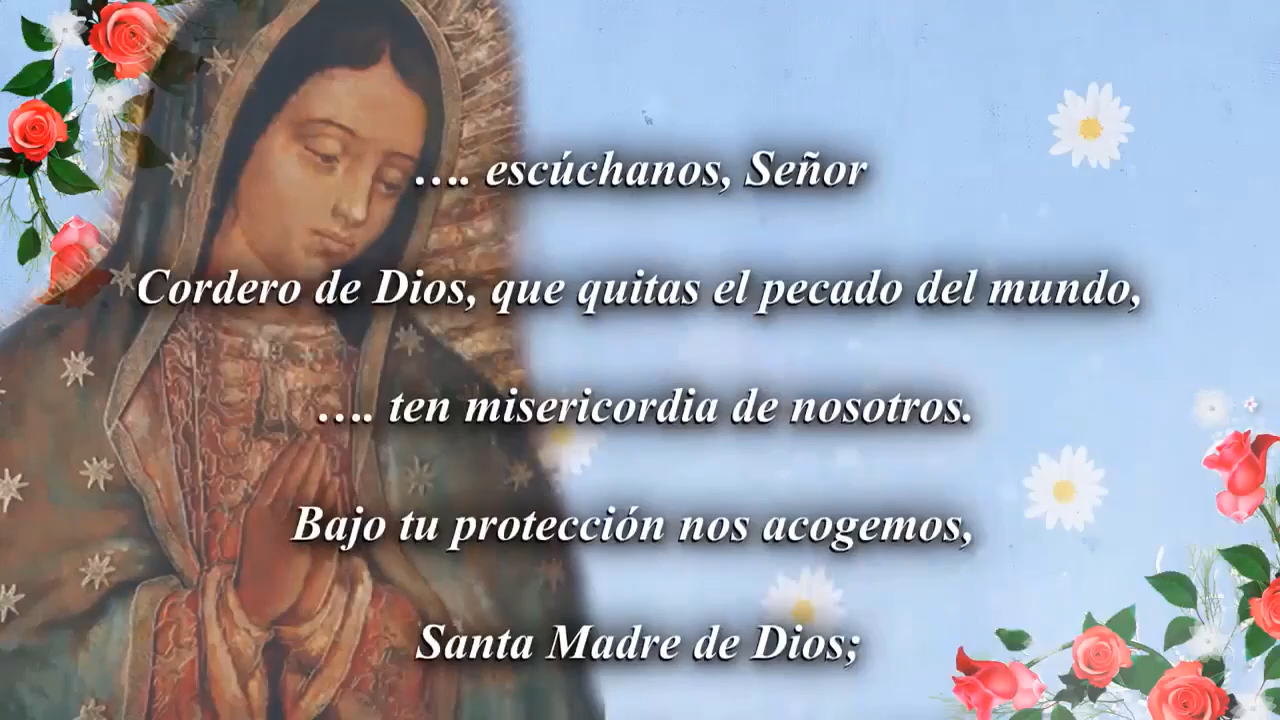 …. escúchanos, Señor
Cordero de Dios, que quitas el pecado del mundo,
…. ten misericordia de nosotros.
Bajo tu protección nos acogemos,
Santa Madre de Dios;